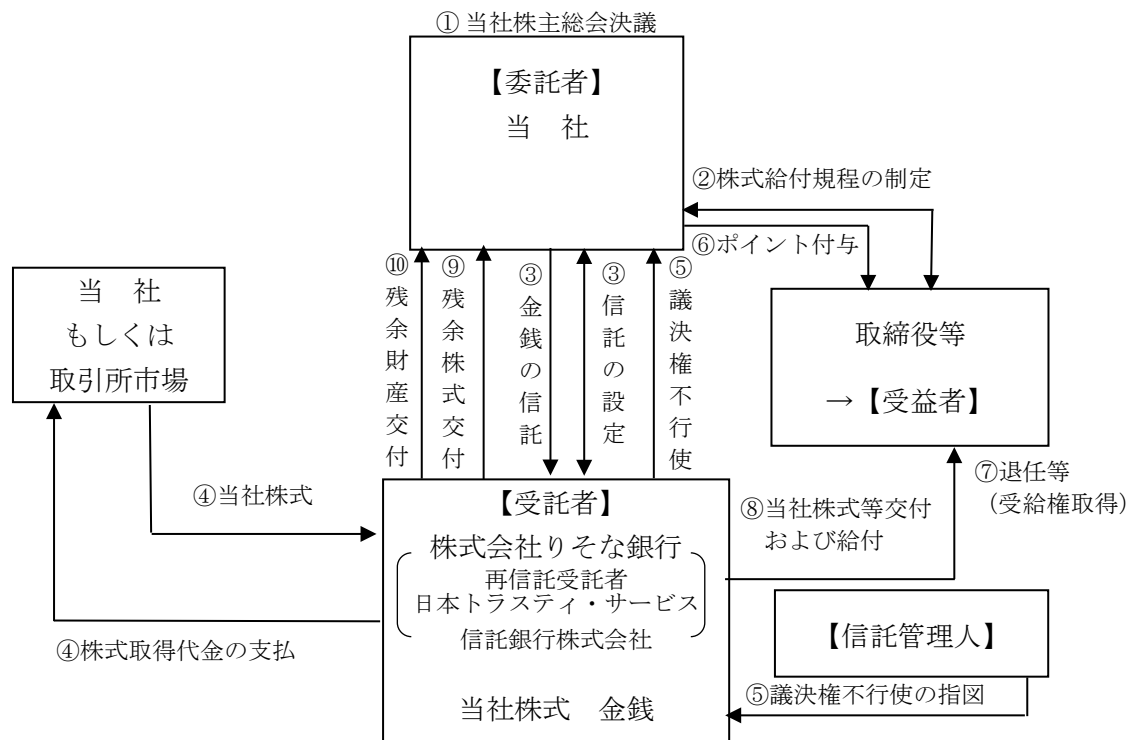 ① 当社株主総会決議
【委託者】
当　社
②株式給付規程の制定
⑥ポイント付与
⑩残余財産交付
⑨残余株式交付
③金銭の信託
③信託の設定
⑤議決権不行使
当　社
もしくは
取引所市場
取締役等
→【受益者】
④当社株式
⑦退任等
（受給権取得）
⑧当社株式等交付
および給付
【受託者】
株式会社りそな銀行
再信託受託者
日本トラスティ・サービス
信託銀行株式会社
当社株式　金銭
④株式取得代金の支払
【信託管理人】
⑤議決権不行使の指図